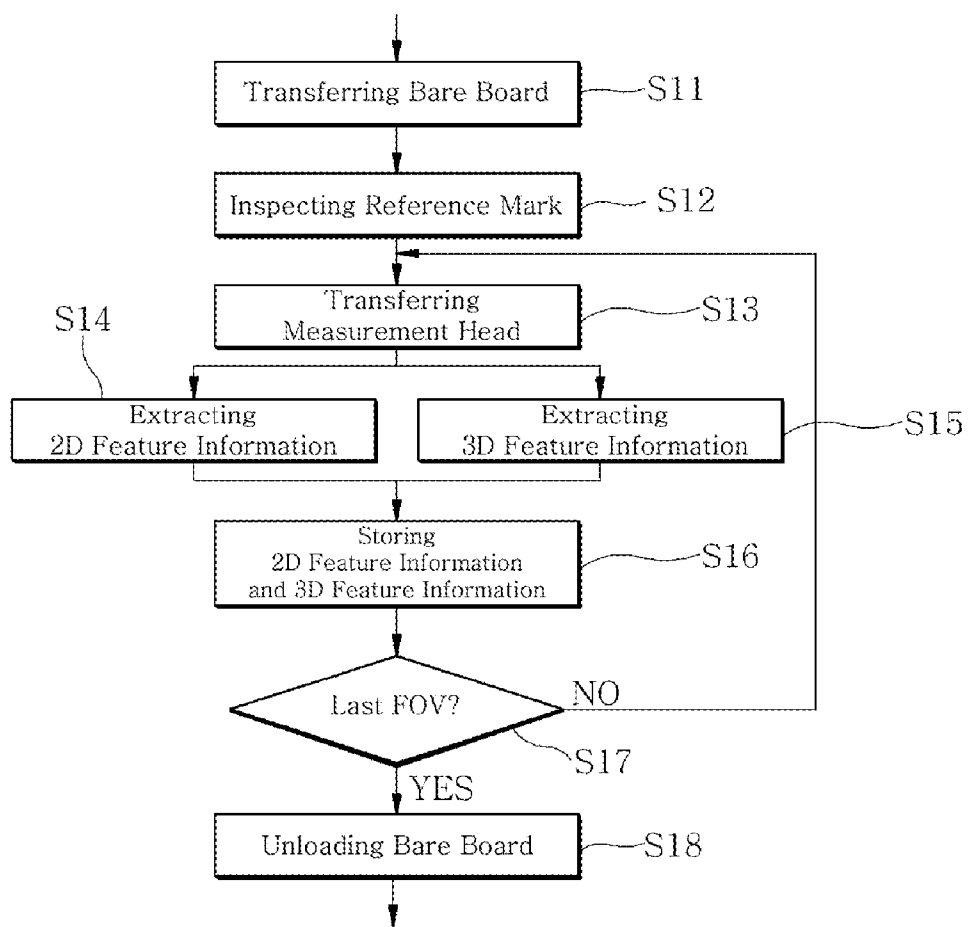 Transferring Bare Board
S11
Inspecting Reference Mark
S12
Transferring
Measurement Head
S13
S14
Extracting
2D Feature Information
Extracting
3D Feature Information
S15
Storing
2D Feature Information
and 3D Feature Information
S16
Last FOV?
NO
S17
YES
Unloading Bare Board
S18